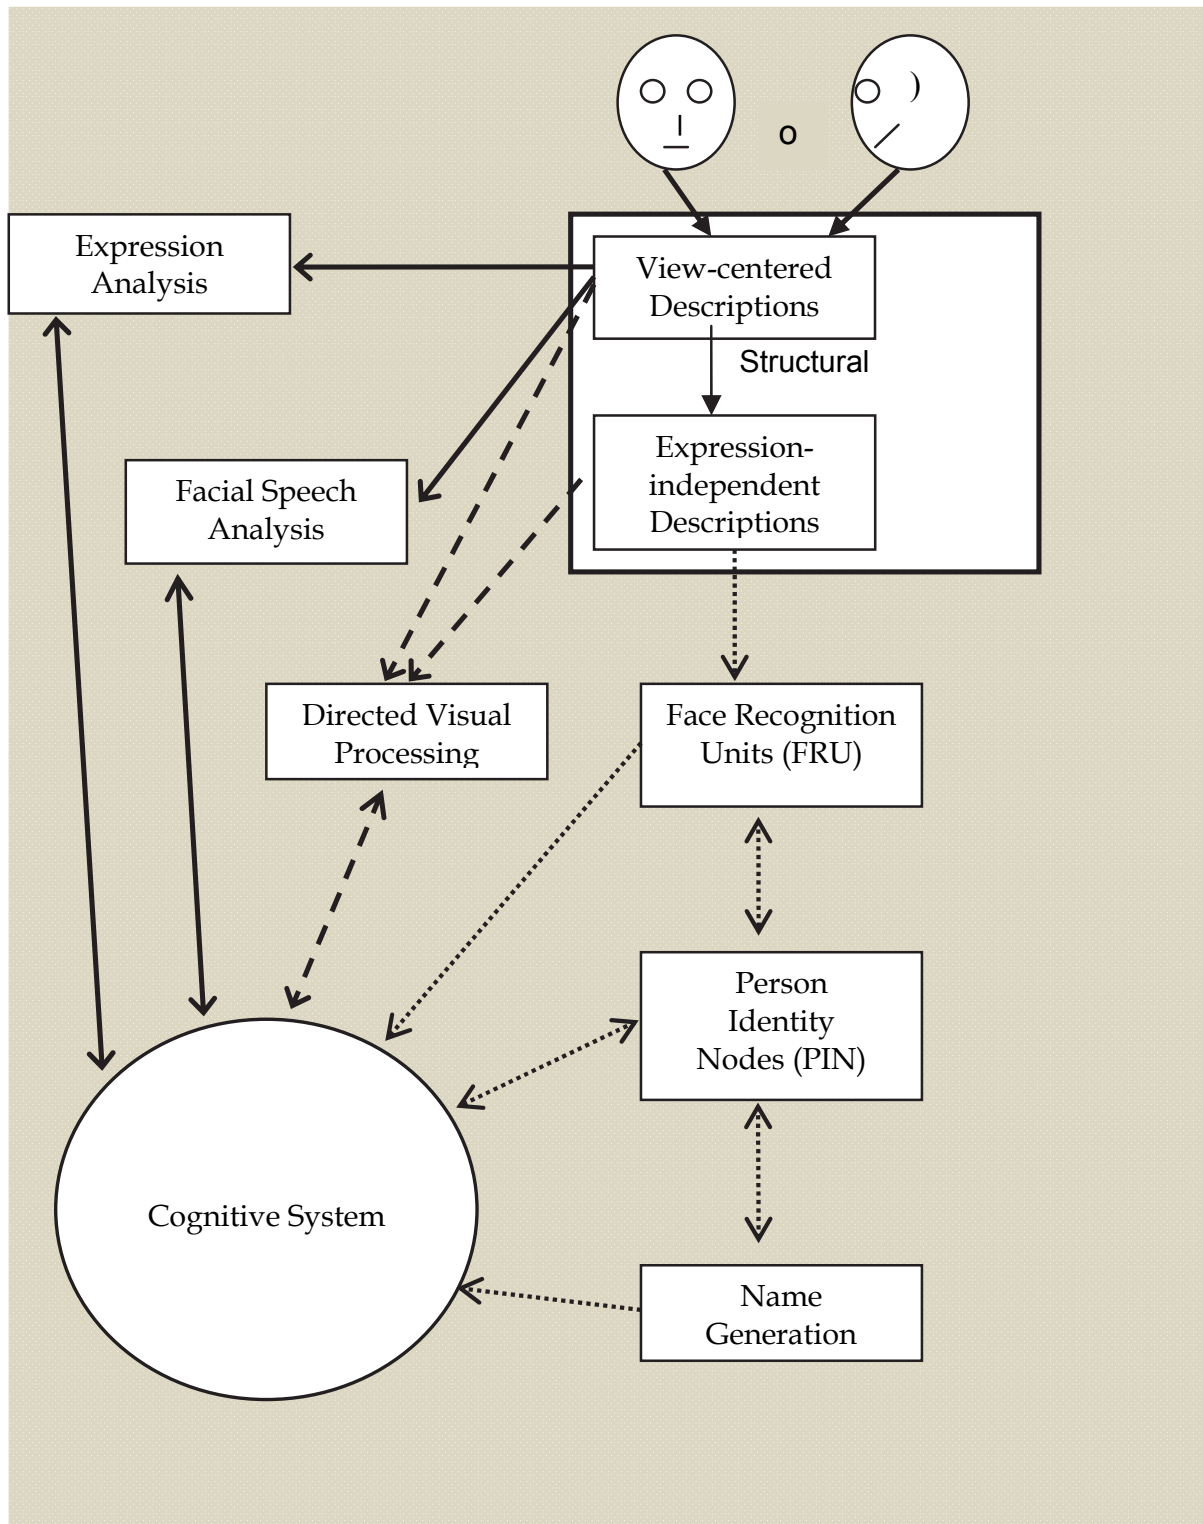 o
Expression
Analysis
View-centered
Descriptions
Structural
Expression-
independent
Descriptions
Facial Speech
Analysis
Directed Visual
Processing
Face Recognition
Units (FRU)
Person
Identity
Nodes (PIN)
Cognitive System
Name
Generation